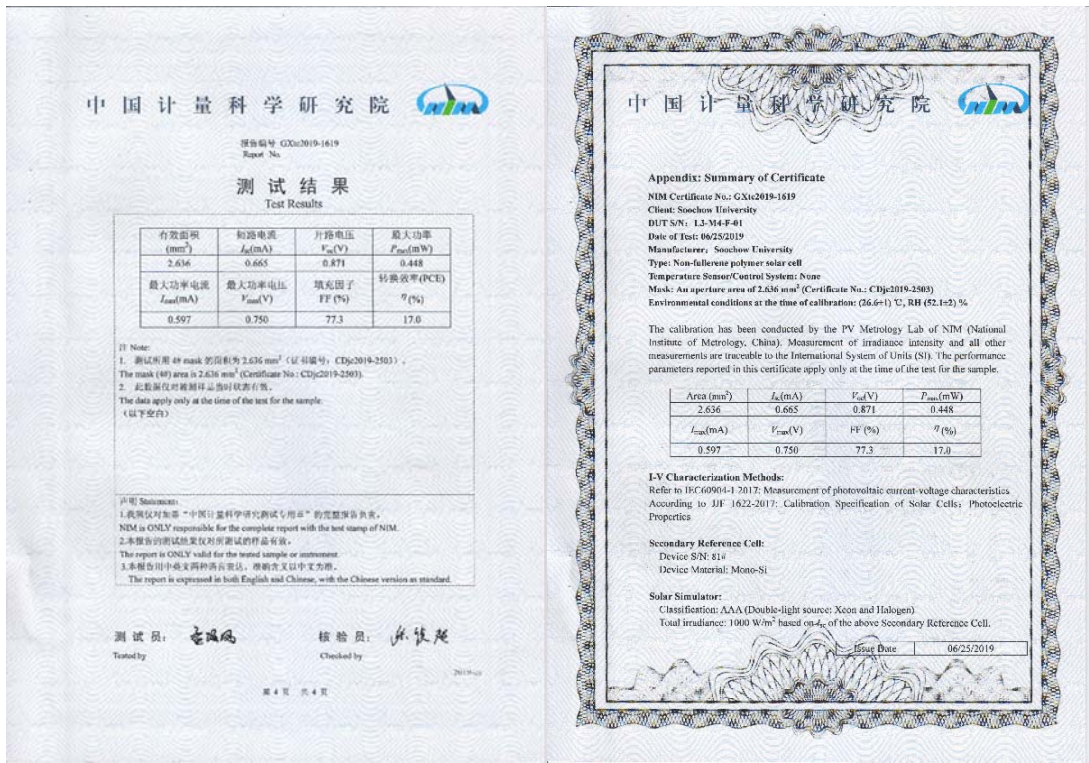 中国计量科学研究院
NIM
报告编号 GXtc2019-1619
Report No.
测试结果
Test Results
有效面积 短路电流 开路电压 最大功率
(mm²) Isc(mA) Voc(V) Pmax(mW)
2.636 0.665 0.871 0.448
最大功率电流 最大功率电压 填充因子 转换效率(PCE)
Imax(mA) Vmax(V) FF (%) η(%)
0.597 0.750 77.3 17.0
注 Note:
1. 测试所用 4# mask 的面积为 2.636 mm²(证书编号: CDjc2019-2503)。
The mask (4#) area is 2.636 mm² (Certificate No.: CDjc2019-2503).
2. 此数据仅对被测样品当时状态有效。
The data apply only at the time of the test for the sample.
(以下空白)
声明 Statement:
1.我院仅对加盖“中国计量科学研究院测试专用章”的完整报告负责。
NIM is ONLY responsible for the complete report with the test stamp of NIM.
2.本报告的测试结果仅对所测试的样品有效。
The report is ONLY valid for the tested sample or instrument.
3.本报告用中英文两种语言表达,准确含义以中文为准。
The report is expressed in both English and Chinese, with the Chinese version as standard.
测试员: 核验员:
Tested by Checked by
第 4 页 共 4 页
中国计量科学研究院
NIM
Appendix: Summary of Certificate
NIM Certificate No.: GXtc2019-1619
Client: Soochow University
DUT S/N: L3-M4-F-01
Date of Test: 06/25/2019
Manufacturer: Soochow University
Type: Non-fullerene polymer solar cell
Temperature Sensor/Control System: None
Mask: An aperture area of 2.636 mm² (Certificate No.: CDjc2019-2503)
Environmental conditions at the time of calibration: (26.6±1) ℃, RH (52.1±2) %
The calibration has been conducted by the PV Metrology Lab of NIM (National
Institute of Metrology, China). Measurement of irradiance intensity and all other
measurements are traceable to the International System of Units (SI). The performance
parameters reported in this certificate apply only at the time of the test for the sample.
Area (mm²) Isc(mA) Voc(V) Pmax(mW)
2.636 0.665 0.871 0.448
Imax(mA) Vmax(V) FF (%) η(%)
0.597 0.750 77.3 17.0
I-V Characterization Methods:
Refer to IEC60904-1 2017: Measurement of photovoltaic current-voltage characteristics
According to JJF 1622-2017: Calibration Specification of Solar Cells: Photoelectric
Properties
Secondary Reference Cell:
Device S/N: 81#
Device Material: Mono-Si
Solar Simulator:
Classification: AAA (Double-light source: Xeon and Halogen)
Total irradiance: 1000 W/m² based on Isc of the above Secondary Reference Cell.
Issue Date 06/25/2019